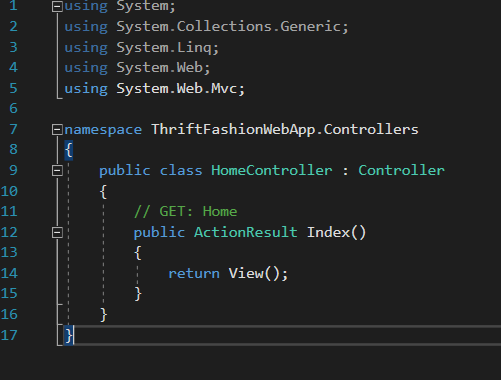 1 using System;
2 using System.Collections.Generic;
3 using System.Linq;
4 using System.Web;
5 using System.Web.Mvc;
6
7 namespace ThriftFashionWebApp.Controllers
8 {
9 public class HomeController : Controller
10 {
11 // GET: Home
12 public ActionResult Index()
13 {
14 return View();
15 }
16 }
17 }